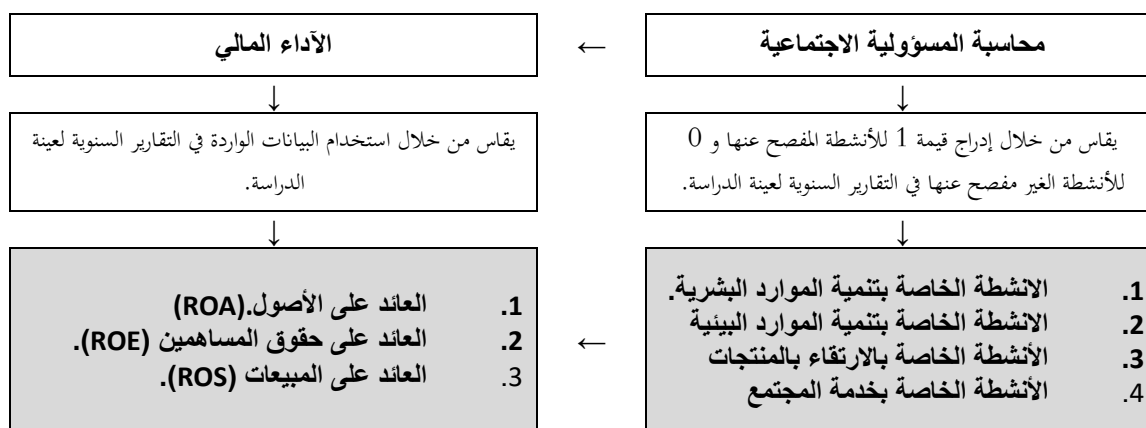 محاسبة المسؤولية الاجتماعية
←
الآداء المالي
↓
↓
يقاس من خلال إدراج قيمة 1 للأنشطة المفصح عنها و 0
للأنشطة الغير مفصح عنها في التقارير السنوية لعينة الدراسة.
يقاس من خلال استخدام البيانات الواردة في التقارير السنوية لعينة
الدراسة.
↓
↓
1. الانشطة الخاصة بتنمية الموارد البشرية.
2. الانشطة الخاصة بتنمية الموارد البيئية
3. الأنشطة الخاصة بالارتقاء بالمنتجات
4. الأنشطة الخاصة بخدمة المجتمع
←
1. العائد على الأصول.(ROA)
2. العائد على حقوق المساهمين (ROE).
3. العائد على المبيعات (ROS).